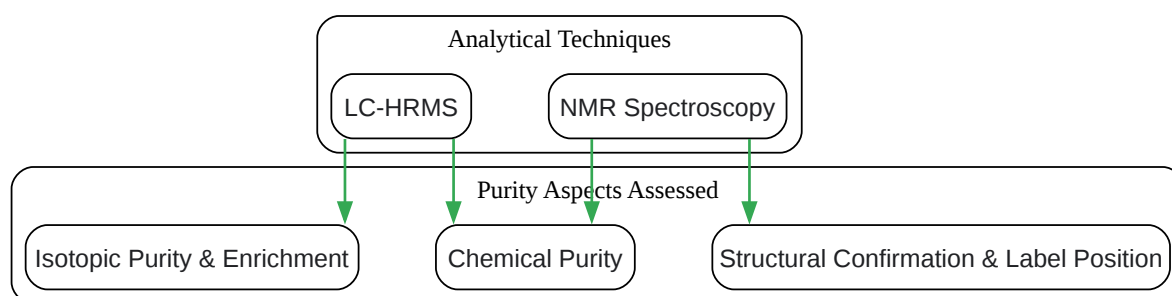 Analytical Techniques
LC-HRMS
NMR Spectroscopy
Purity Aspects Assessed
Isotopic Purity & Enrichment
Chemical Purity
Structural Confirmation & Label Position